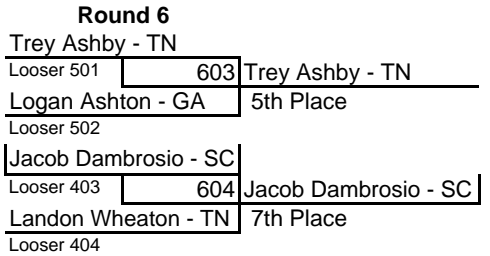 Round 6
Trey Ashby - TN
Looser 501
603 Trey Ashby - TN
Logan Ashton - GA
5th Place
Looser 502
Jacob Dambrosio - SC
Looser 403
604 Jacob Dambrosio - SC
Landon Wheaton - TN
7th Place
Looser 404